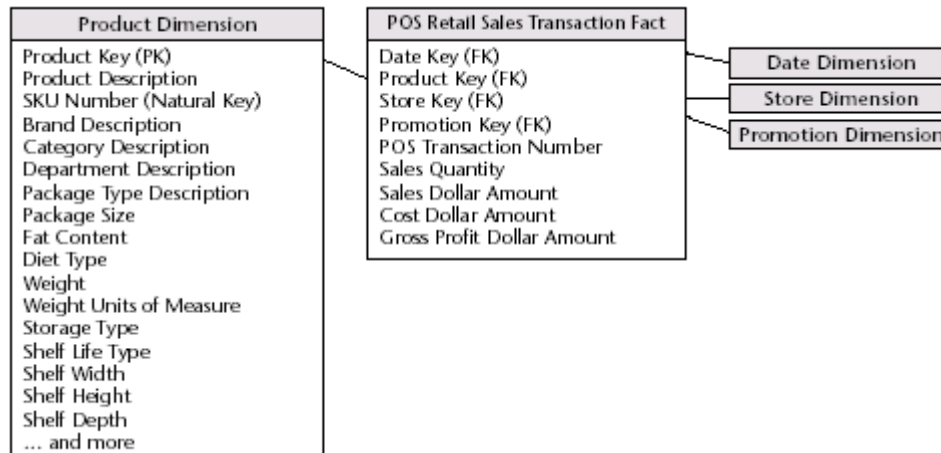 Product Dimension
Product Key (PK)
Product Description
SKU Number (Natural Key)
Brand Description
Category Description
Department Description
Package Type Description
Package Size
Fat Content
Diet Type
Weight
Weight Units of Measure
Storage Type
Shelf Life Type
Shelf Width
Shelf Height
Shelf Depth
... and more
POS Retail Sales Transaction Fact
Date Key (FK)
Product Key (FK)
Store Key (FK)
Promotion Key (FK)
POS Transaction Number
Sales Quantity
Sales Dollar Amount
Cost Dollar Amount
Gross Profit Dollar Amount
Date Dimension
Store Dimension
Promotion Dimension